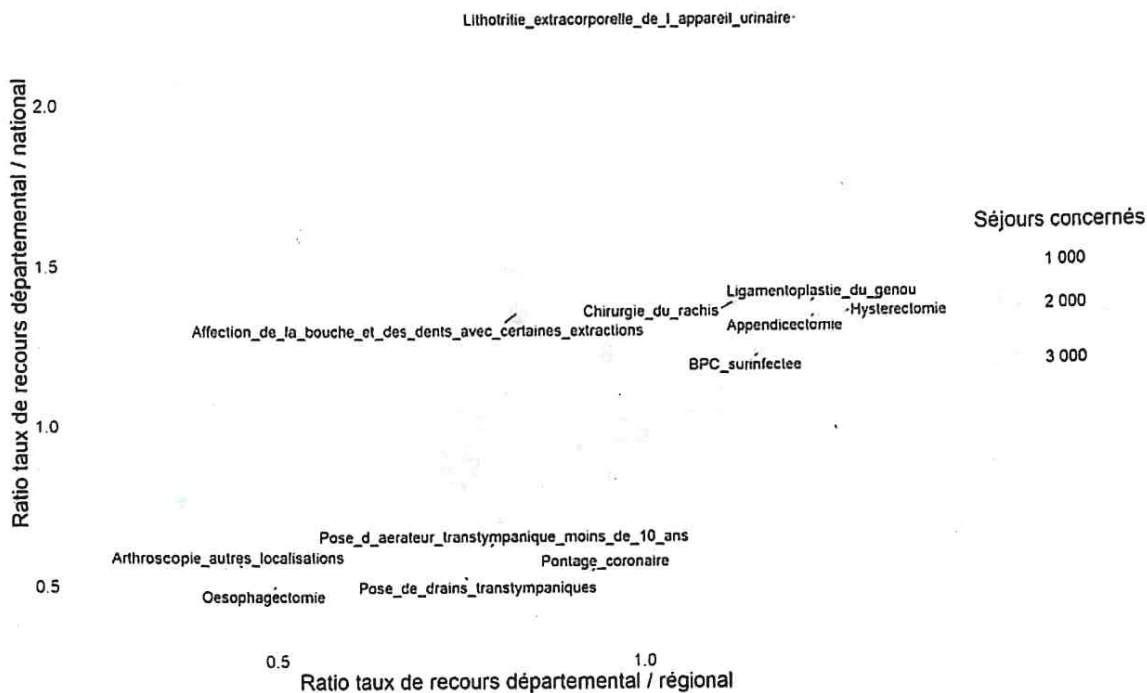 Lithotritie_extracorporelle_de_l_appareil_urinaire
Ratio taux de recours départemental / national
2.0
1.5
1.0
0.5
Séjours concernés
1 000
2 000
3 000
Ligamentoplastie_du_genou
Chirurgie_du_rachis
Hysterectomie
Affection_de_la_bouche_et_des_dents_avec_certaines_extractions
Appendicectomie
BPC_surinfectee
Pose_d_aerateur_transtympanique_moins_de_10_ans
Arthroscopie_autres_localisations
Pontage_coronaire
Oesophagectomie
Pose_de_drains_transtympaniques
0.5
1.0
Ratio taux de recours départemental / régional